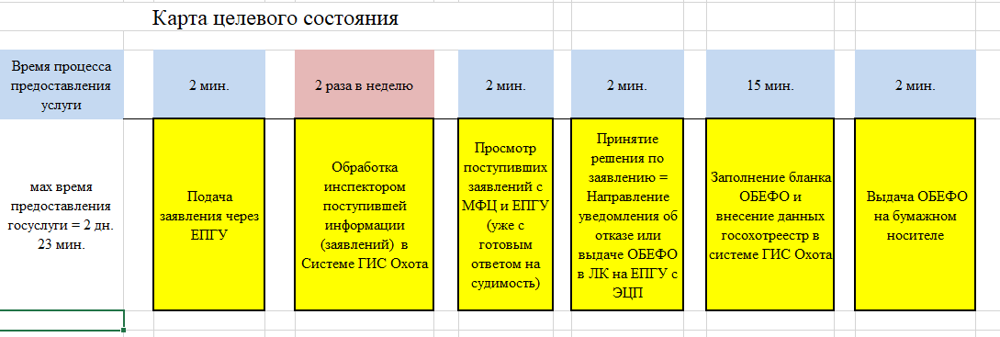 Карта целевого состояния
Время процесса
предоставления
услуги
2 мин.
2 раза в неделю
2 мин.
2 мин.
15 мин.
2 мин.
мах время
предоставления
госуслуги = 2 дн.
23 мин.
Подача
заявления через
ЕПГУ
Обработка
инспектором
поступившей
информации
(заявлений) в
Системе ГИС Охота
Просмотр
поступивших
заявлений с
МФЦ и ЕПГУ
(уже с
готовым
ответом на
судимость)
Принятие
решения по
заявлению =
Направление
уведомления об
отказе или
выдаче ОБЕФО
в ЛК на ЕПГУ с
ЭЦП
Заполнение бланка
ОБЕФО и
внесение данных
госохотреестр в
системе ГИС Охота
Выдача ОБЕФО
на бумажном
носителе